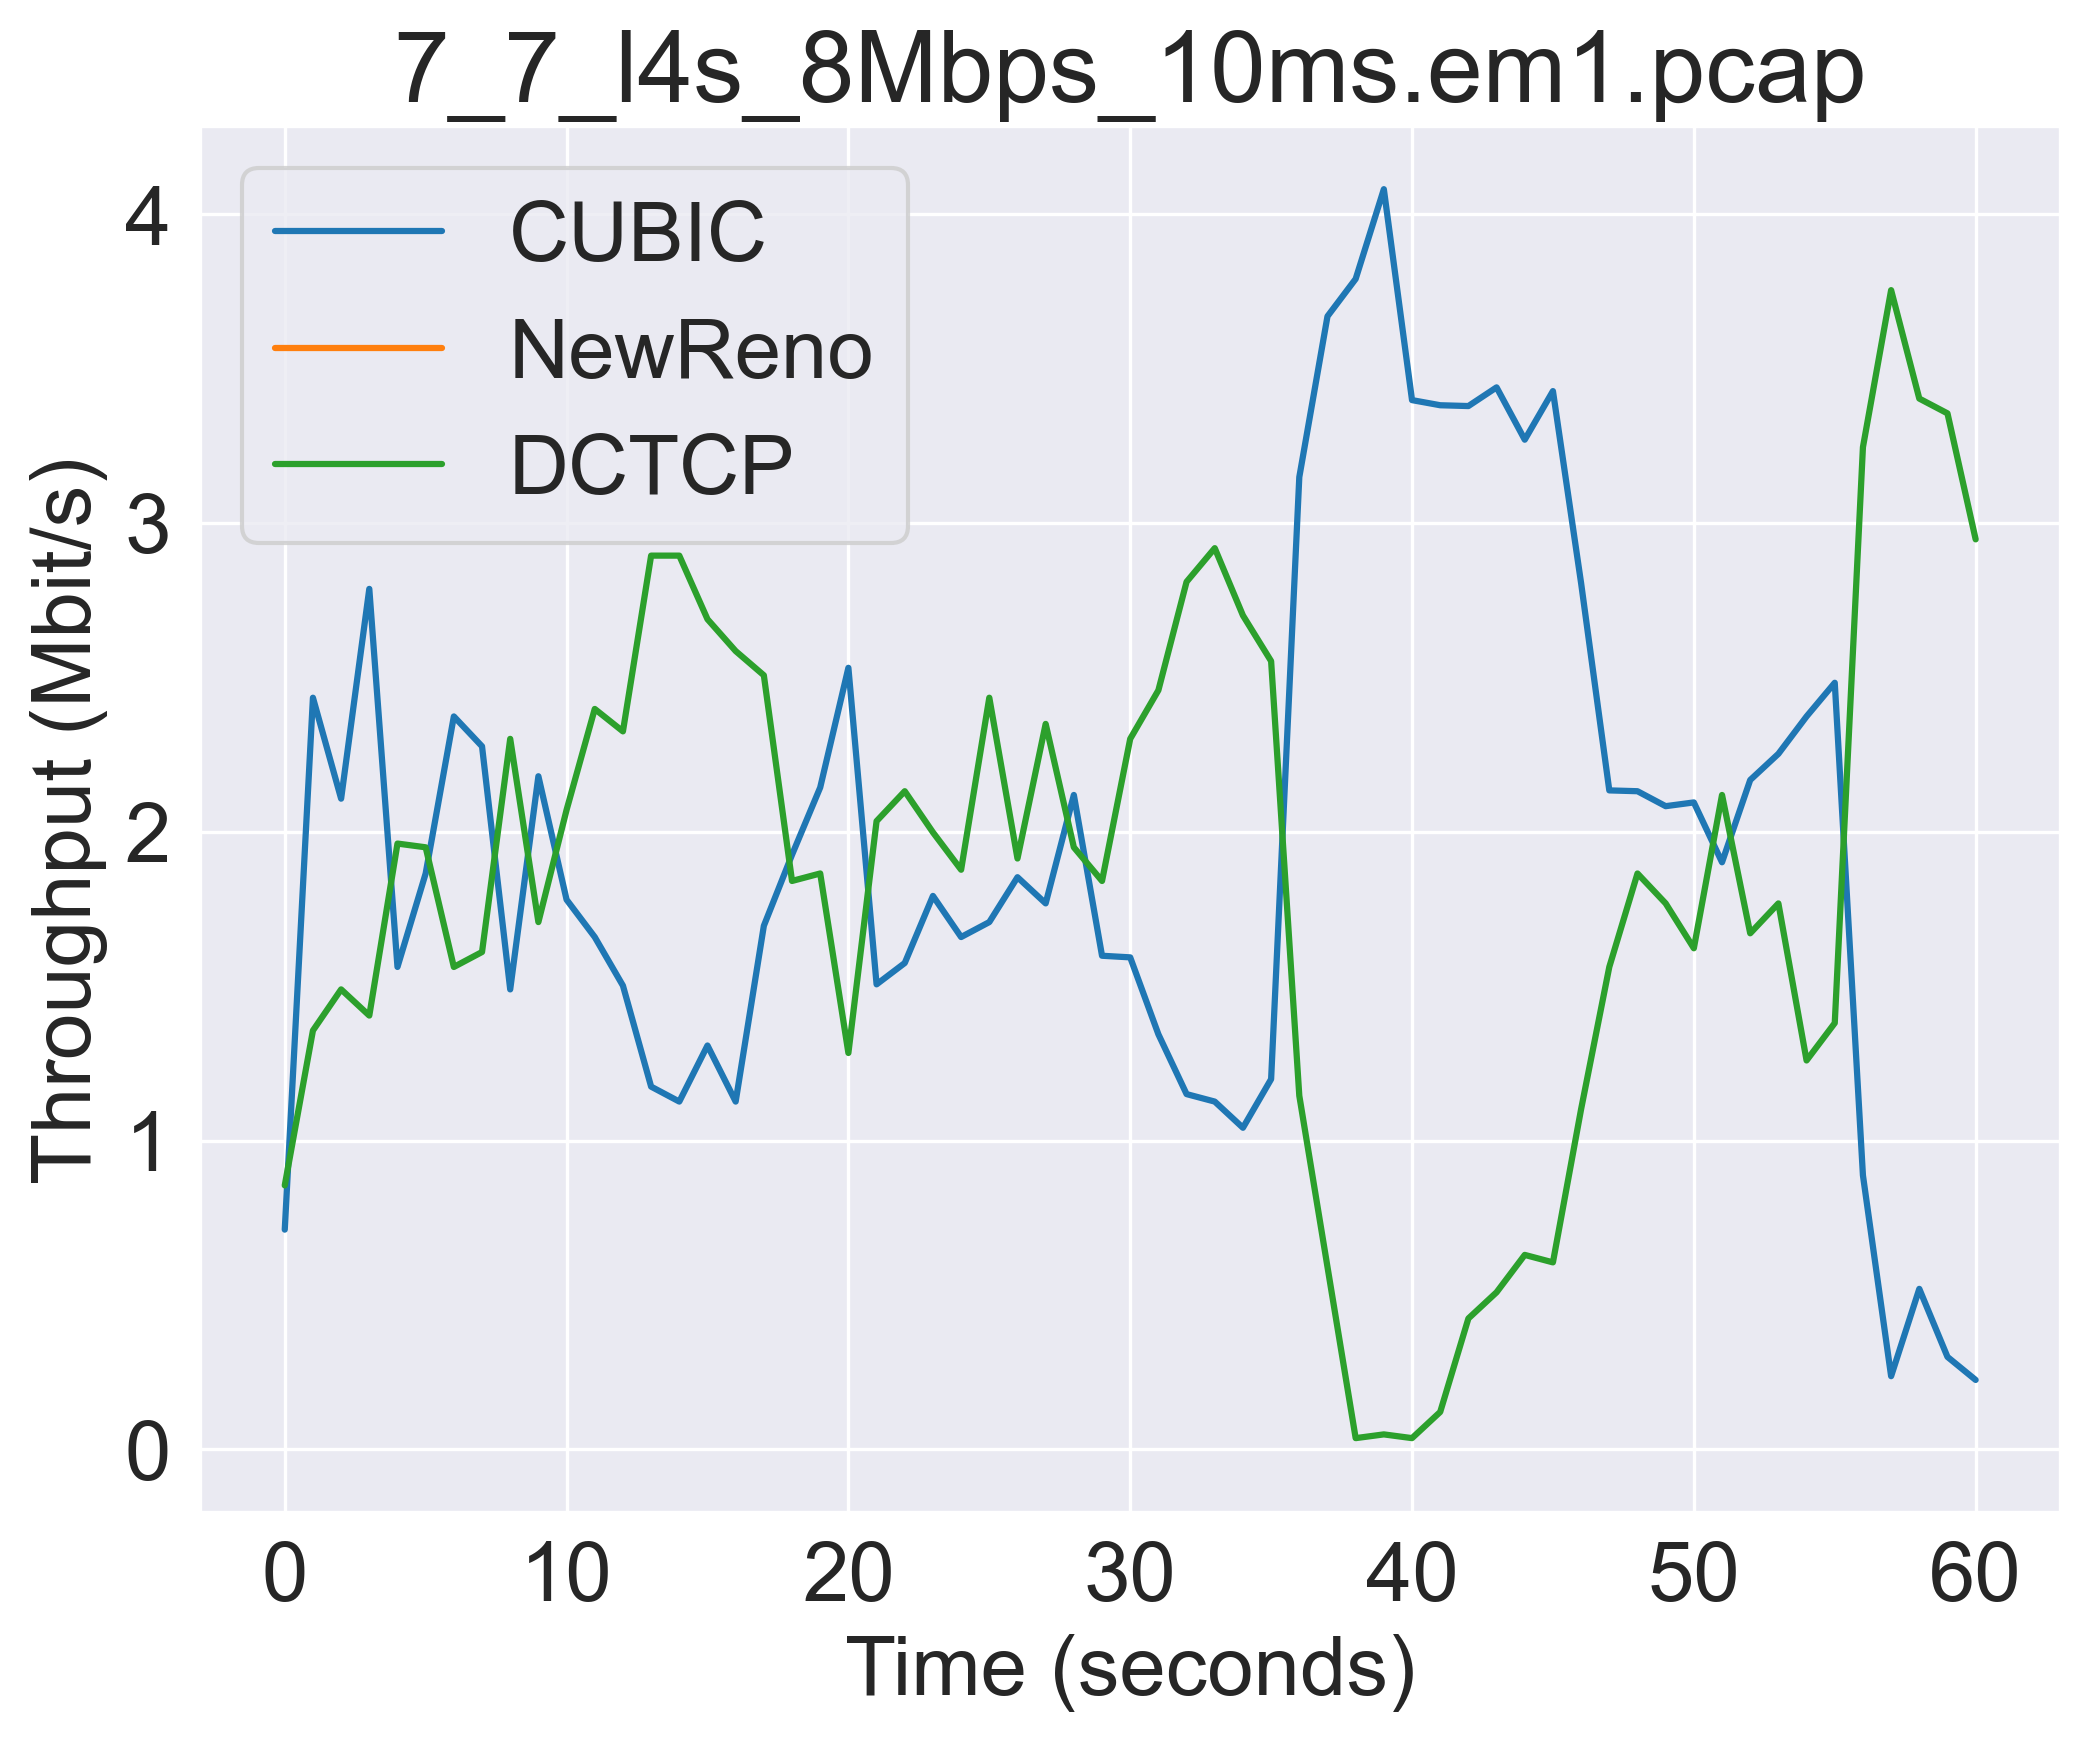 7_7_l4s_8Mbps_10ms.em1.pcap
CUBIC
NewReno
DCTCP
Throughput (Mbit/s)
4
3
2
1
0
0 10 20 30 40 50 60
Time (seconds)